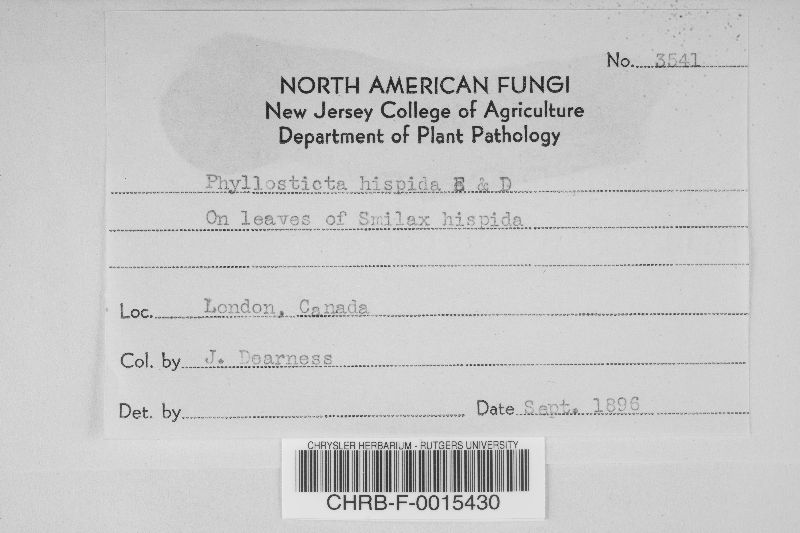 No. 3541
NORTH AMERICAN FUNGI
New Jersey College of Agriculture
Department of Plant Pathology
Phyllosticta hispida E & D
On leaves of Smilax hispida
Loc. London, Canada
Col. by J. Dearness
Det. by
Date Sept. 1896
CHRYSLER HERBARIUM - RUTGERS UNIVERSITY
CHRB-F-0015430